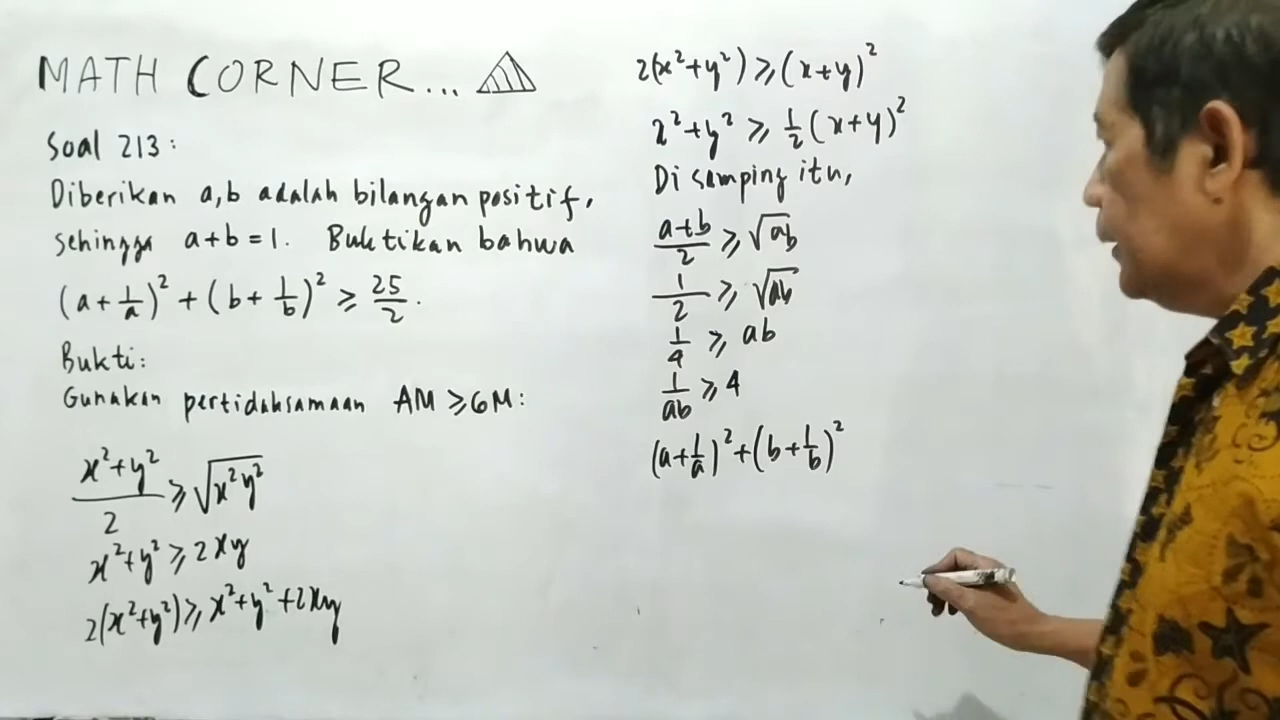 MATH CORNER...
Soal 213:
Diberikan a,b adalah bilangan positif,
sehingga a+b=1. Buktikan bahwa
(a+1/a)²+(b+1/b)² ≥ 25/2.
Bukti:
Gunakan pertidaksamaan AM ≥ GM:
(x²+y²)/2 ≥ √(x²y²)
x²+y² ≥ 2xy
2(x²+y²) ≥ x²+y²+2xy
2(x²+y²) ≥ (x+y)²
x²+y² ≥ 1/2 (x+y)²
Di samping itu,
(a+b)/2 ≥ √ab
1/2 ≥ √ab
1/4 ≥ ab
1/ab ≥ 4
(a+1/a)²+(b+1/b)²